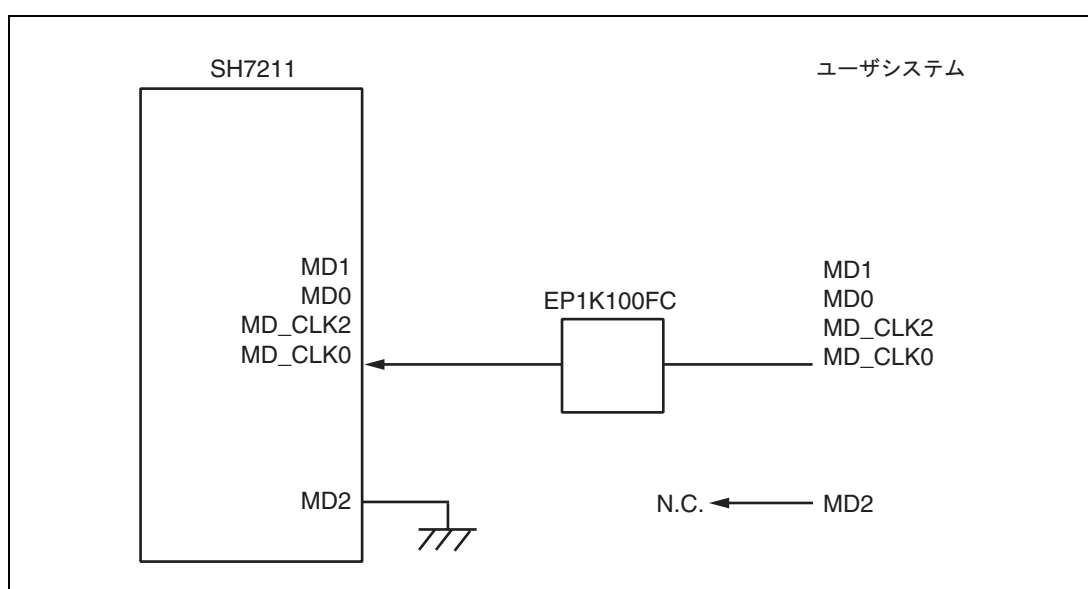 SH7211
ユーザシステム
MD1
MD0
MD_CLK2
MD_CLK0
EP1K100FC
MD1
MD0
MD_CLK2
MD_CLK0
MD2
N.C.
MD2